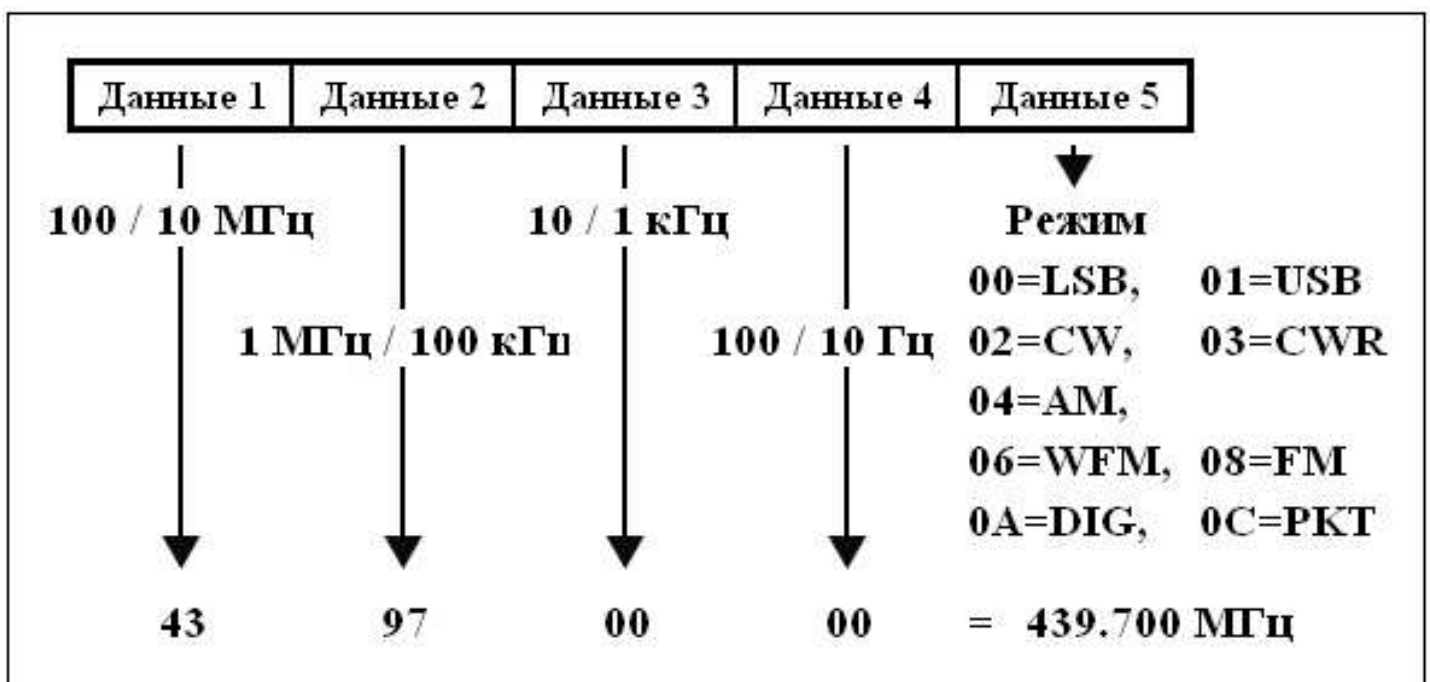 Данные 1 Данные 2 Данные 3 Данные 4 Данные 5
100 / 10 МГц 10 / 1 кГц Режим
00=LSB, 01=USB
1 МГц / 100 кГц 100 / 10 Гц 02=CW, 03=CWR
04=AM,
06=WFM, 08=FM
0A=DIG, 0C=PKT
43 97 00 00 = 439.700 МГц